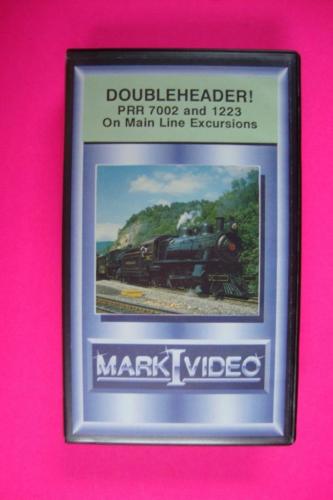 DOUBLEHEADER!
PRR 7002 and 1223
On Main Line Excursions
MARK I VIDEO